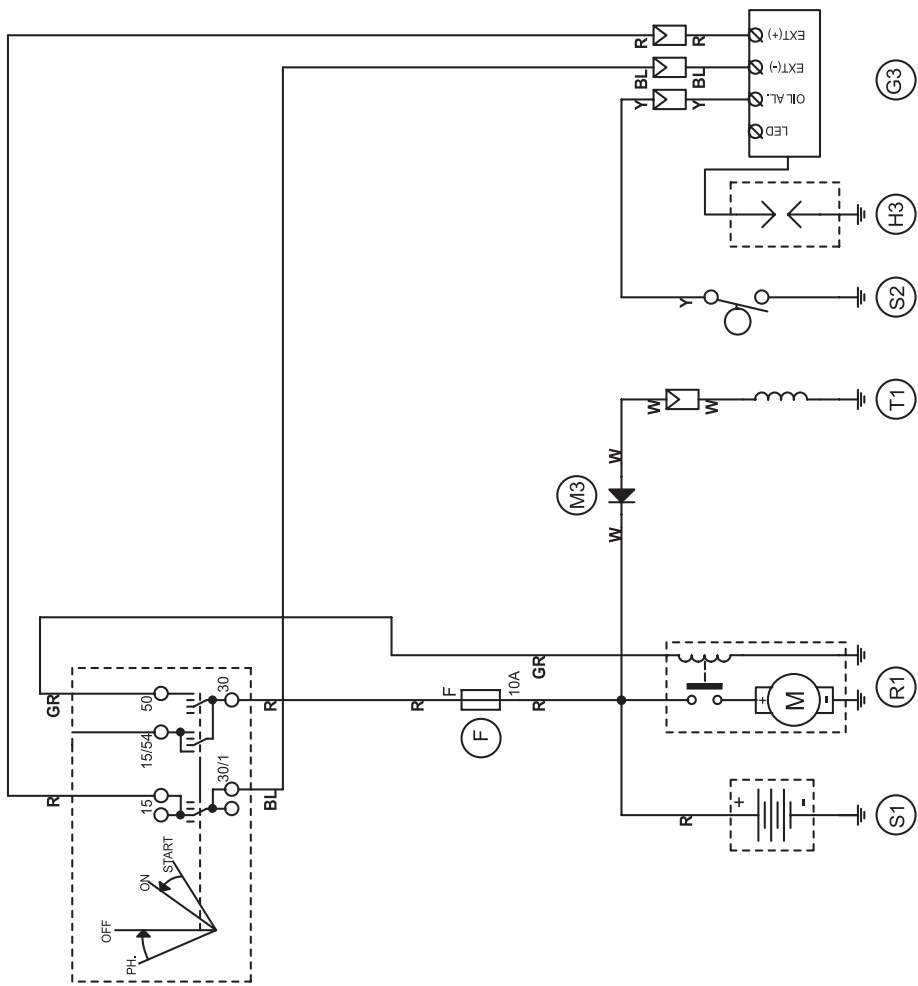 R
R
EXT(+)
BL
BL
EXT(-)
Y
Y
OIL AL.
LED
G3
H3
Y
S2
W
W
T1
W
M3
W
GR
50
30
15/54
R
15
30/1
BL
GR
R
F
10A
F
R
START
ON
OFF
PH.
R
+
M
-
R1
R
+
-
S1